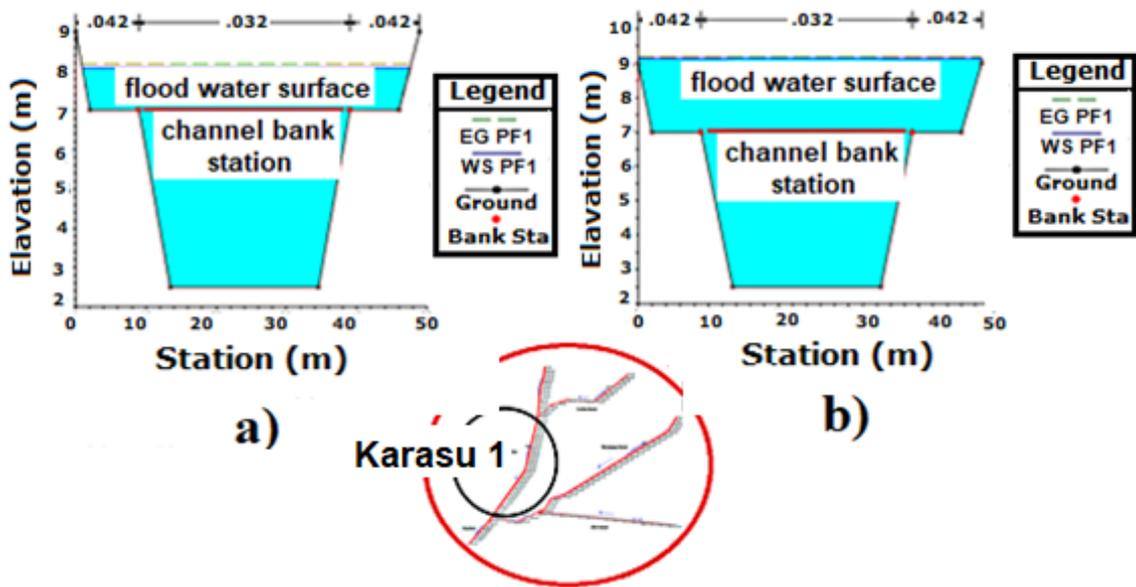 .042
.032
.042
9
8
7
6
5
4
3
2
Elavation (m)
flood water surface
channel bank
station
0
10
20
30
40
50
Station (m)
Legend
EG PF1
WS PF1
Ground
Bank Sta
a)
.042
.032
.042
10
9
8
7
6
5
4
3
2
Elavation (m)
flood water surface
channel bank
station
0
10
20
30
40
50
Station (m)
Legend
EG PF1
WS PF1
Ground
Bank Sta
b)
Karasu 1